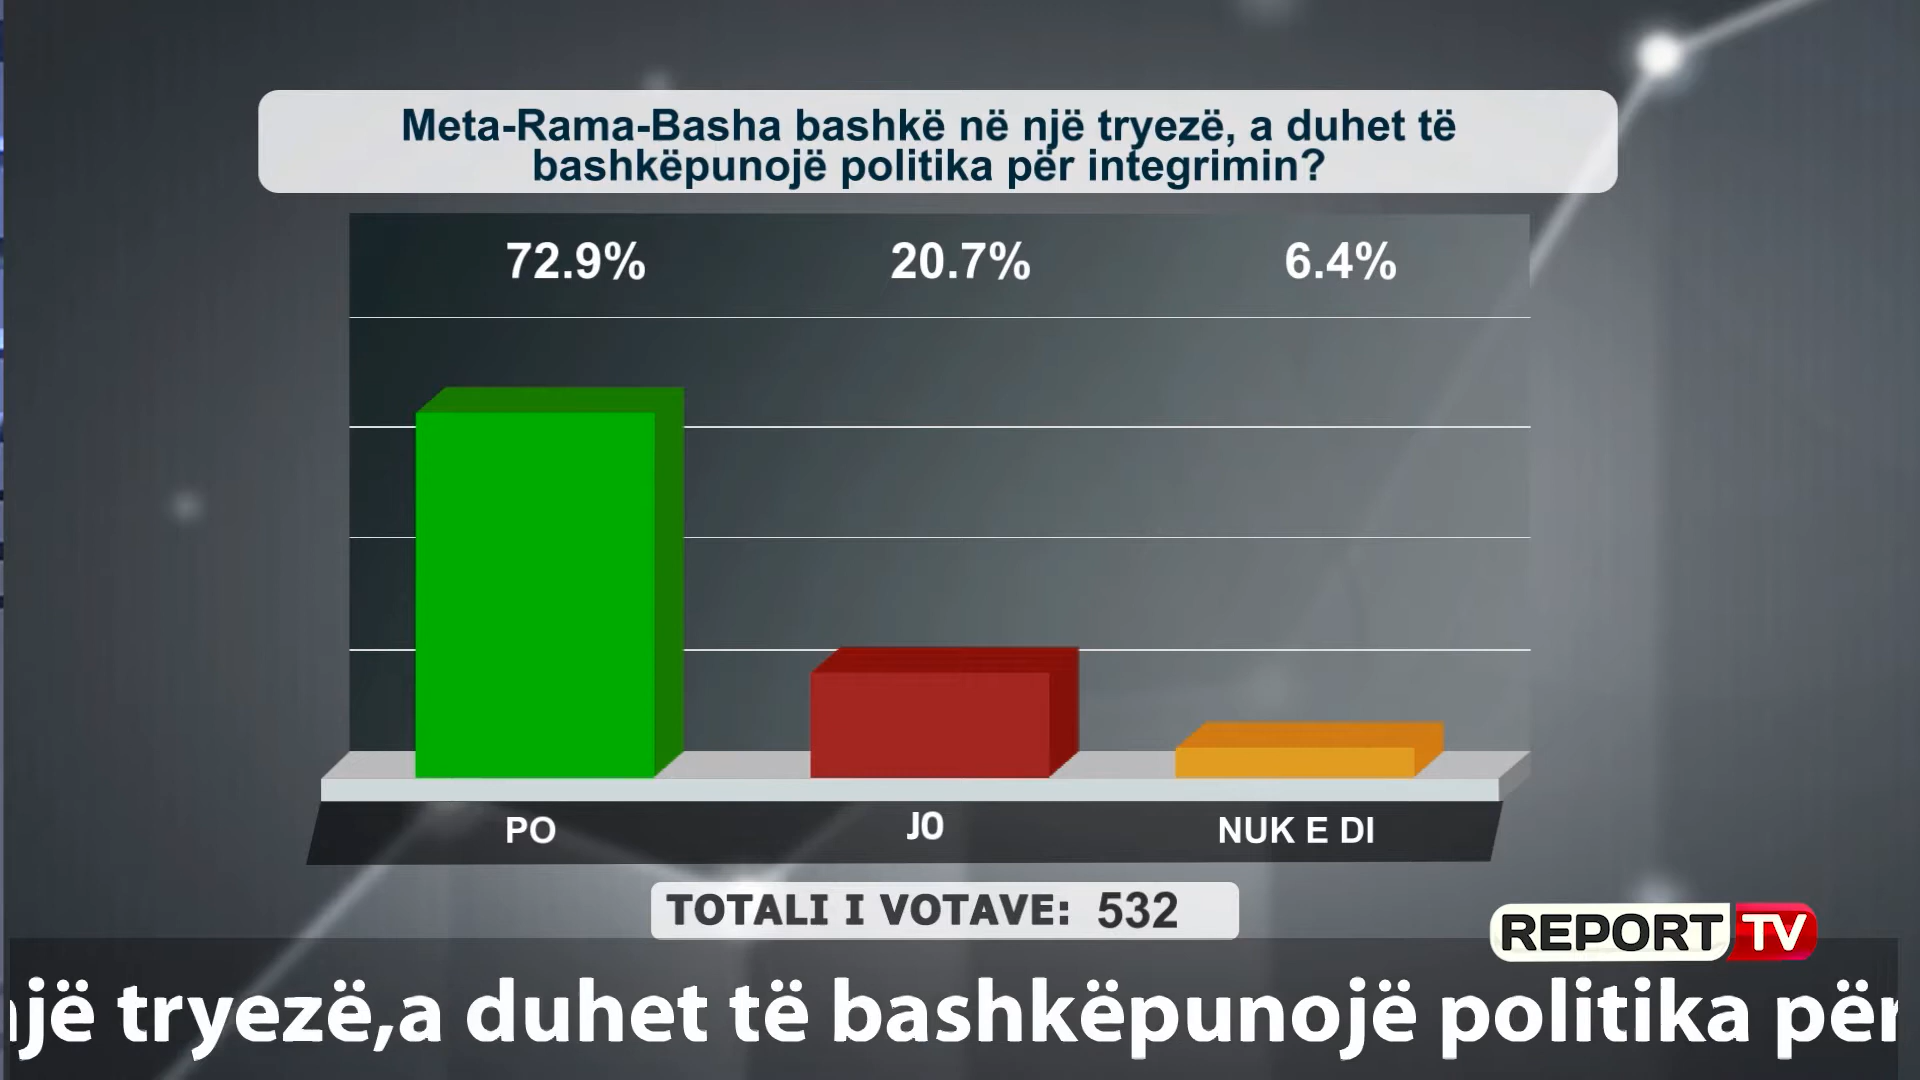 Meta-Rama-Basha bashkë në një tryezë, a duhet të
bashkëpunojë politika për integrimin?
72.9% 20.7% 6.4%
PO JO NUK E DI
TOTALI I VOTAVE: 532
REPORT TV
jë tryezë,a duhet të bashkëpunojë politika për